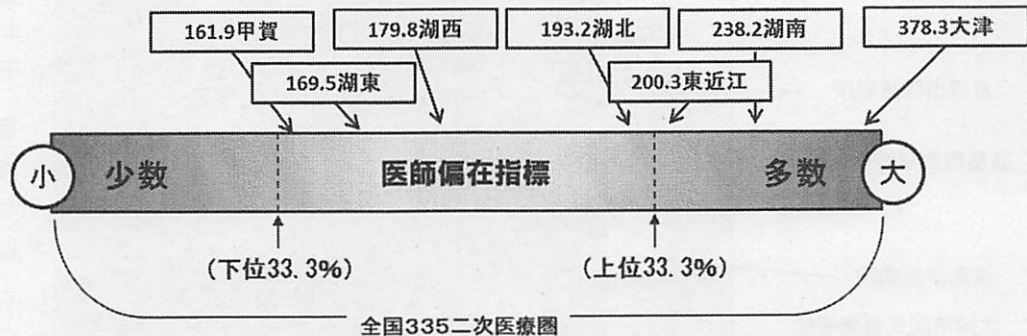 161.9甲賀
179.8湖西
193.2湖北
238.2湖南
378.3大津
169.5湖東
200.3東近江
小
少数
医師偏在指標
多数
大
(下位33.3%)
(上位33.3%)
全国335二次医療圏